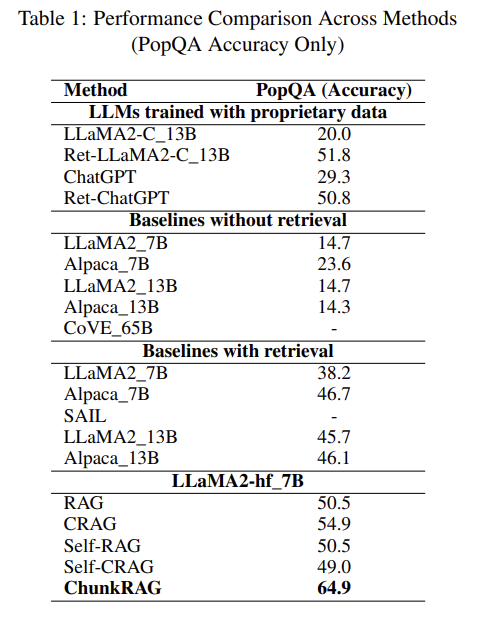 Table 1: Performance Comparison Across Methods
(PopQA Accuracy Only)
Method PopQA (Accuracy)
LLMs trained with proprietary data
LLaMA2-C_13B 20.0
Ret-LLaMA2-C_13B 51.8
ChatGPT 29.3
Ret-ChatGPT 50.8
Baselines without retrieval
LLaMA2_7B 14.7
Alpaca_7B 23.6
LLaMA2_13B 14.7
Alpaca_13B 14.3
CoVE_65B -
Baselines with retrieval
LLaMA2_7B 38.2
Alpaca_7B 46.7
SAIL -
LLaMA2_13B 45.7
Alpaca_13B 46.1
LLaMA2-hf_7B
RAG 50.5
CRAG 54.9
Self-RAG 50.5
Self-CRAG 49.0
ChunkRAG 64.9